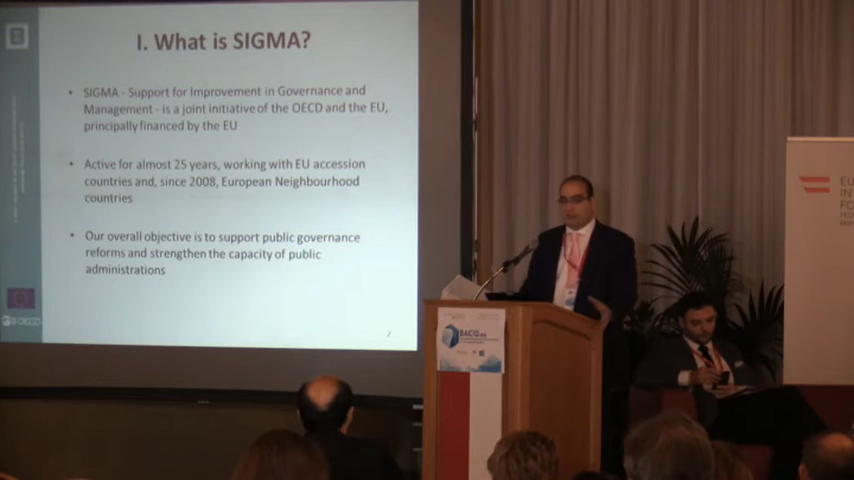 I. What is SIGMA?
• SIGMA - Support for Improvement in Governance and
Management - is a joint initiative of the OECD and the EU,
principally financed by the EU
• Active for almost 25 years, working with EU accession
countries and, since 2008, European Neighbourhood
countries
• Our overall objective is to support public governance
reforms and strengthen the capacity of public
administrations
OECD
2
BACID